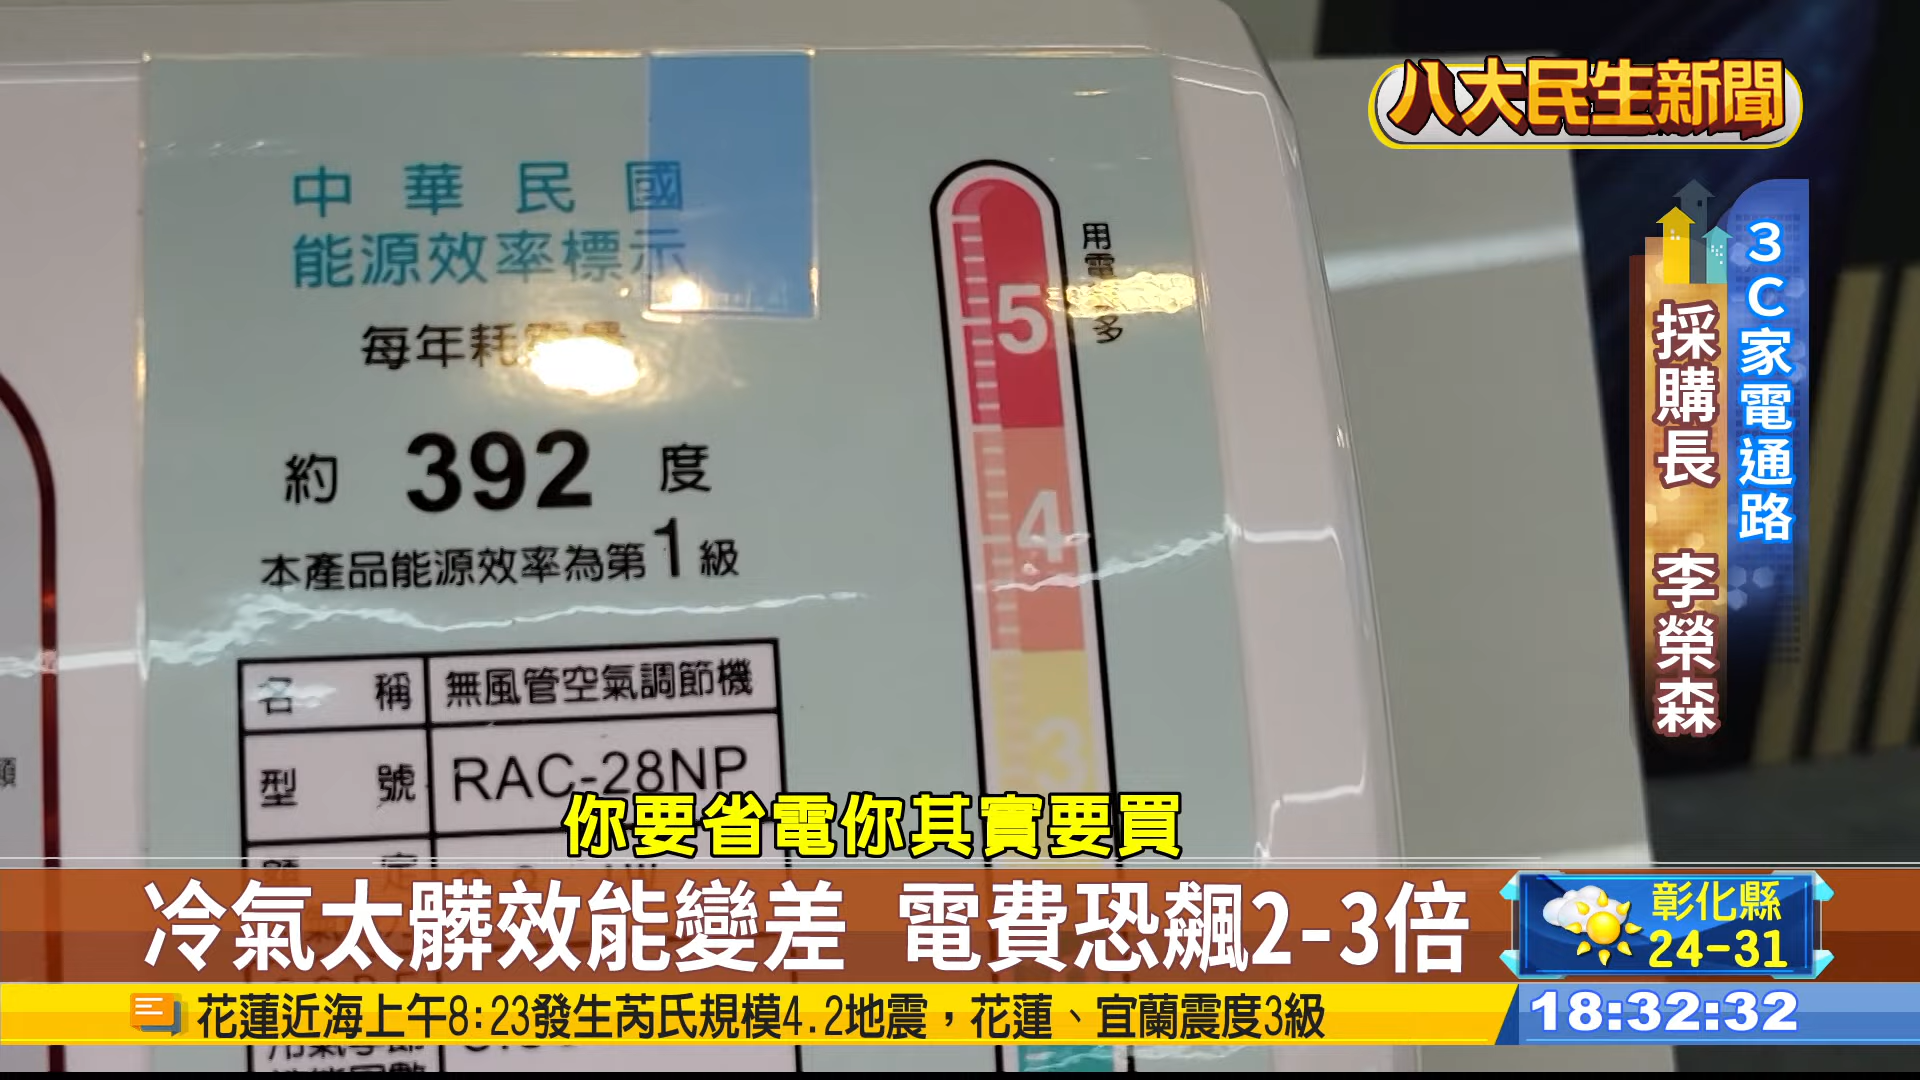 八大民生新聞
3C家電通路
採購長 李榮森
中華民國
能源效率標示
每年耗
約 392 度
本產品能源效率為第1級
名稱 無風管空氣調節機
型號 RAC-28NP
用電多
5
4
3
你要省電你其實要買
冷氣太髒效能變差 電費恐飆2-3倍
彰化縣
24-31
花蓮近海上午8:23發生芮氏規模4.2地震，花蓮、宜蘭震度3級
18:32:32